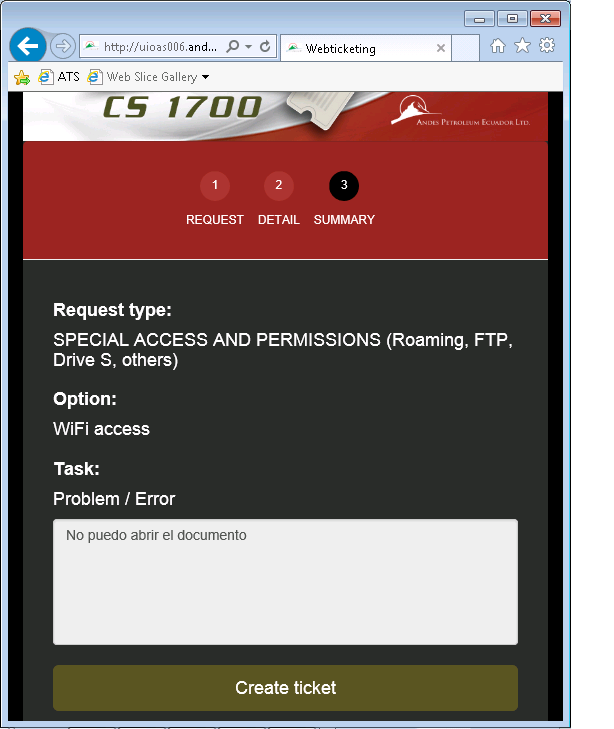 http://uioas006.and...
Webticketing
ATS
Web Slice Gallery
CS 1700
ANDES PETROLEUM ECUADOR LTD.
1
2
3
REQUEST
DETAIL
SUMMARY
Request type:
SPECIAL ACCESS AND PERMISSIONS (Roaming, FTP,
Drive S, others)
Option:
WiFi access
Task:
Problem / Error
No puedo abrir el documento
Create ticket